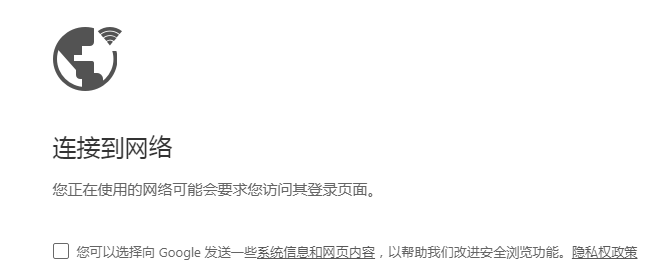 连接到网络
您正在使用的网络可能会要求您访问其登录页面。
您可以选择向 Google 发送一些系统信息和网页内容，以帮助我们改进安全浏览功能。隐私权政策